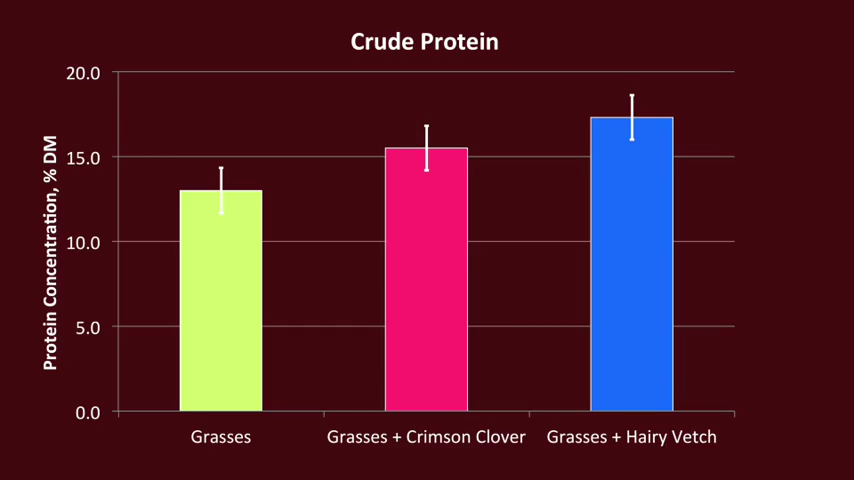 Crude Protein
Protein Concentration, % DM
20.0
15.0
10.0
5.0
0.0
Grasses
Grasses + Crimson Clover
Grasses + Hairy Vetch